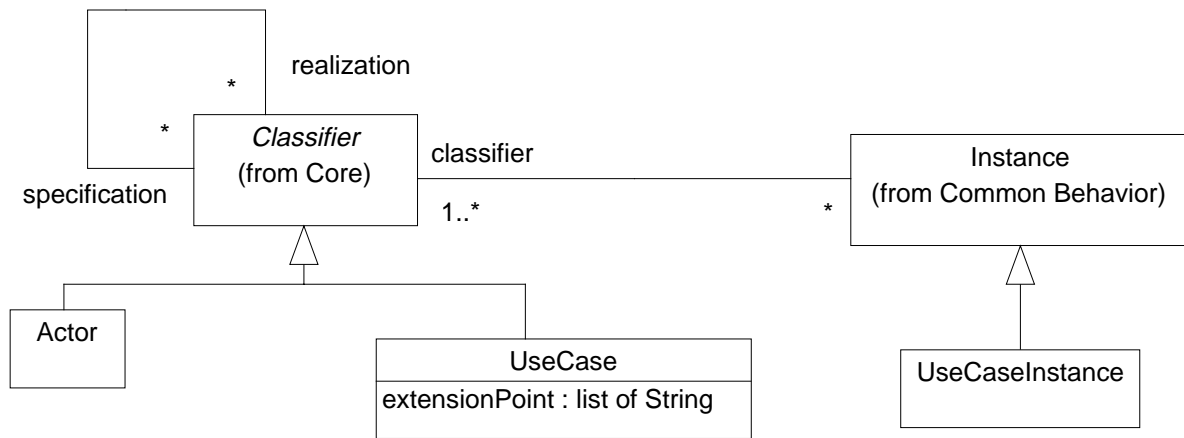 realization
*
*
Classifier
(from Core)
specification
classifier
1..*
*
Instance
(from Common Behavior)
Actor
UseCase
extensionPoint : list of String
UseCaseInstance